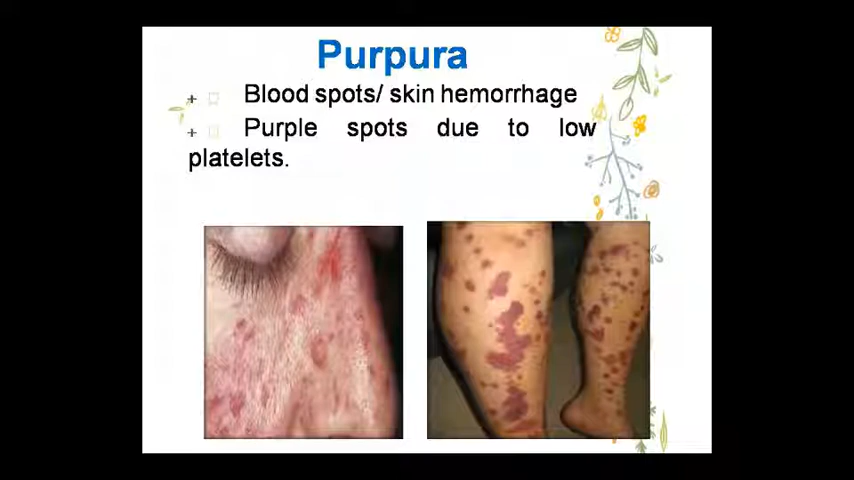 Purpura
+ Blood spots/ skin hemorrhage
+ Purple spots due to low
platelets.